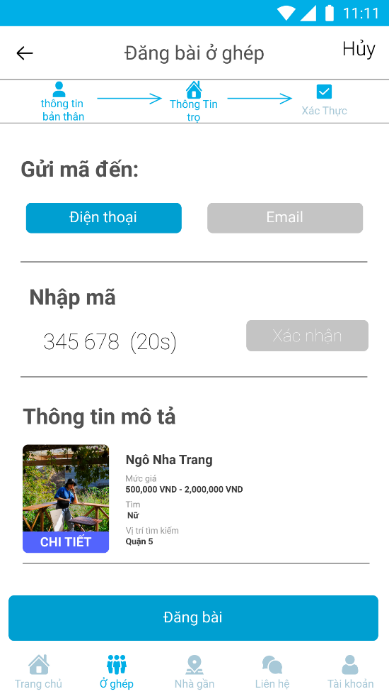 11:11
Đăng bài ở ghép
Hủy
thông tin
bản thân
Thông Tin
trọ
Xác Thực
Gửi mã đến:
Điện thoại
Email
Nhập mã
345 678 (20s)
Xác nhận
Thông tin mô tả
Ngô Nha Trang
Mức giá
500,000 VND - 2,000,000 VND
Tìm
Nữ
Vị trí tìm kiếm
Quận 5
CHI TIẾT
Đăng bài
Trang chủ
Ở ghép
Nhà gần
Liên hệ
Tài khoản